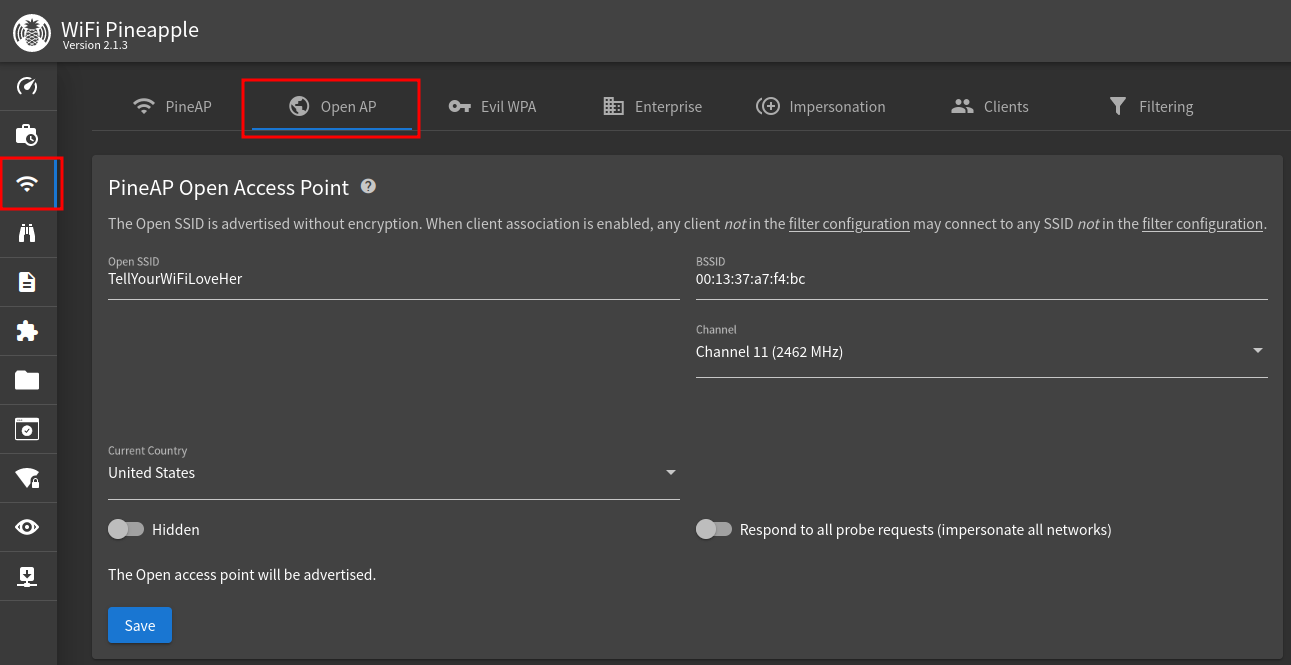 WiFi Pineapple
Version 2.1.3
PineAP
Open AP
Evil WPA
Enterprise
Impersonation
Clients
Filtering
PineAP Open Access Point ?
The Open SSID is advertised without encryption. When client association is enabled, any client not in the filter configuration may connect to any SSID not in the filter configuration.
Open SSID
TellYourWiFiLoveHer
BSSID
00:13:37:a7:f4:bc
Channel
Channel 11 (2462 MHz)
Current Country
United States
Hidden
Respond to all probe requests (impersonate all networks)
The Open access point will be advertised.
Save